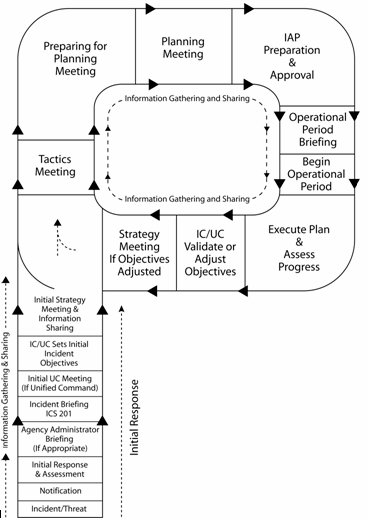 Preparing for
Planning
Meeting
Planning
Meeting
IAP
Preparation
&
Approval
Information Gathering and Sharing
Operational
Period
Briefing
Begin
Operational
Period
Tactics
Meeting
Information Gathering and Sharing
Strategy
Meeting
If Objectives
Adjusted
IC/UC
Validate or
Adjust
Objectives
Execute Plan
&
Assess
Progress
Initial Strategy
Meeting &
Information
Sharing
IC/UC Sets Initial
Incident
Objectives
Initial UC Meeting
(If Unified Command)
Incident Briefing
ICS 201
Agency Administrator
Briefing
(If Appropriate)
Initial Response
& Assessment
Notification
Incident/Threat
Information Gathering & Sharing
Initial Response